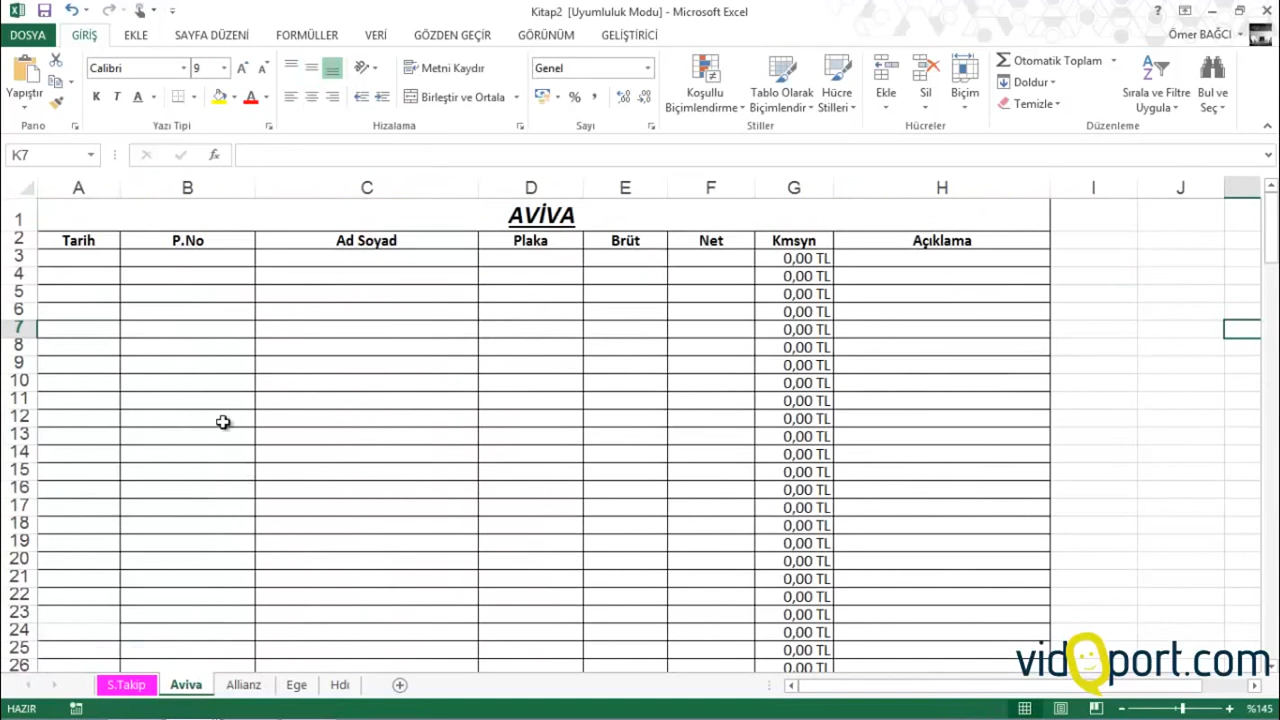 Kitap2 [Uyumluluk Modu] - Microsoft Excel
DOSYA GİRİŞ EKLE SAYFA DÜZENİ FORMÜLLER VERİ GÖZDEN GEÇİR GÖRÜNÜM GELİŞTİRİCİ Ömer BAĞCI
Yapıştır
Pano
Calibri 9
K T A
Yazı Tipi
Metni Kaydır
Birleştir ve Ortala
Hizalama
Genel
% ,
Sayı
Koşullu Biçimlendirme
Tablo Olarak Biçimlendir
Hücre Stilleri
Stiller
Ekle Sil Biçim
Hücreler
Otomatik Toplam
Doldur
Temizle
Sırala ve Filtre Uygula
Bul ve Seç
Düzenleme
K7 fx
A B C D E F G H I J
1 AVİVA
2 Tarih P.No Ad Soyad Plaka Brüt Net Kmsyn Açıklama
3 0,00 TL
4 0,00 TL
5 0,00 TL
6 0,00 TL
7 0,00 TL
8 0,00 TL
9 0,00 TL
10 0,00 TL
11 0,00 TL
12 0,00 TL
13 0,00 TL
14 0,00 TL
15 0,00 TL
16 0,00 TL
17 0,00 TL
18 0,00 TL
19 0,00 TL
20 0,00 TL
21 0,00 TL
22 0,00 TL
23 0,00 TL
24 0,00 TL
25 0,00 TL
26 0,00 TL
vidoport.com
S.Takip Aviva Allianz Ege Hdı
HAZIR %145